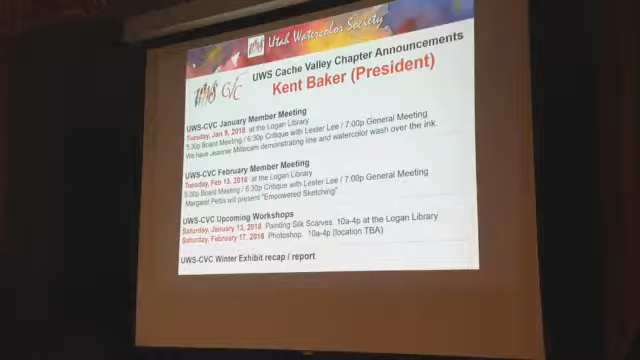 UWS Utah Watercolor Society
UWS CVC
UWS Cache Valley Chapter Announcements
Kent Baker (President)
UWS-CVC January Member Meeting
Tuesday, Jan 9, 2018 at the Logan Library
5:30p Board Meeting / 6:30p Critique with Lester Lee / 7:00p General Meeting
We have Jeannie Millecam demonstrating line and watercolor wash over the ink.
UWS-CVC February Member Meeting
Tuesday, Feb 13, 2018 at the Logan Library
5:30p Board Meeting / 6:30p Critique with Lester Lee / 7:00p General Meeting
Margaret Pettis will present "Empowered Sketching"
UWS-CVC Upcoming Workshops
Saturday, January 13, 2018 Painting Silk Scarves. 10a-4p at the Logan Library
Saturday, February 17, 2018 Photoshop. 10a-4p (location TBA)
UWS-CVC Winter Exhibit recap / report